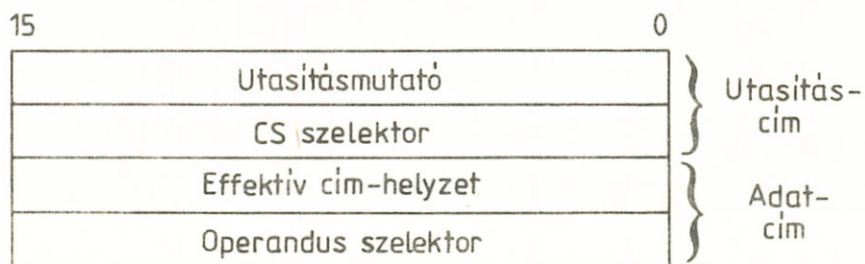 15 0
Utasításmutató
CS szelektor
Utasítás-
cím
Effektív cím-helyzet
Operandus szelektor
Adat-
cím